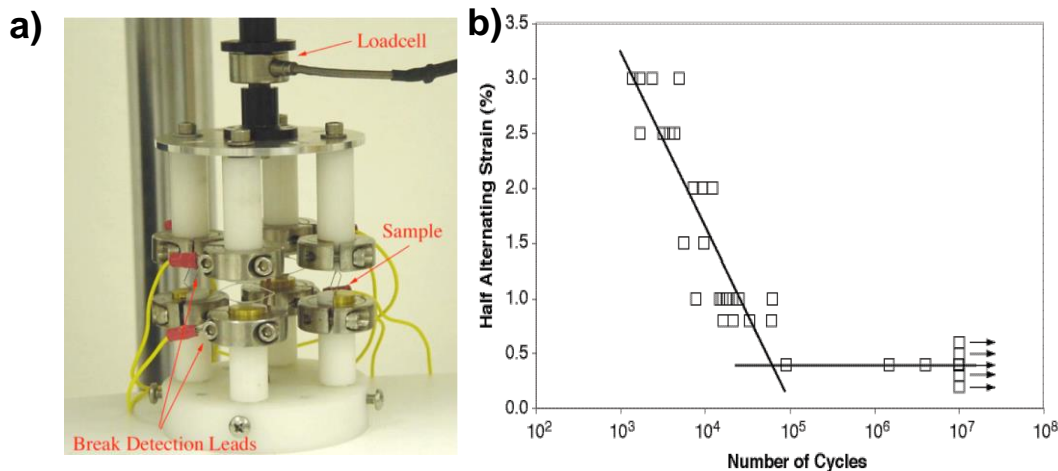 a)
Loadcell
Sample
Break Detection Leads
b)
Half Alternating Strain (%)
3.5
3.0
2.5
2.0
1.5
1.0
0.5
0.0
10²
10³
10⁴
10⁵
10⁶
10⁷
10⁸
Number of Cycles